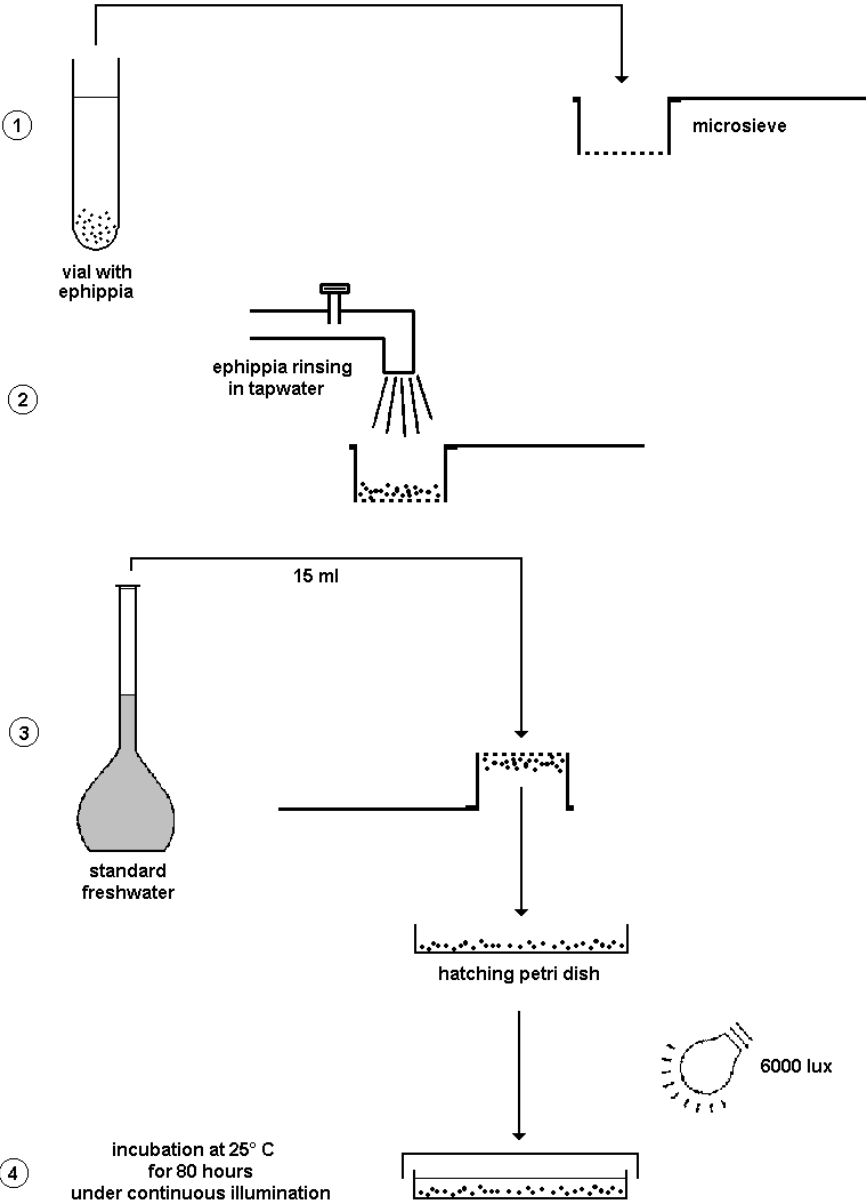 1
microsieve
vial with
ephippia
ephippia rinsing
in tapwater
2
15 ml
3
standard
freshwater
hatching petri dish
6000 lux
incubation at 25° C
for 80 hours
under continuous illumination
4